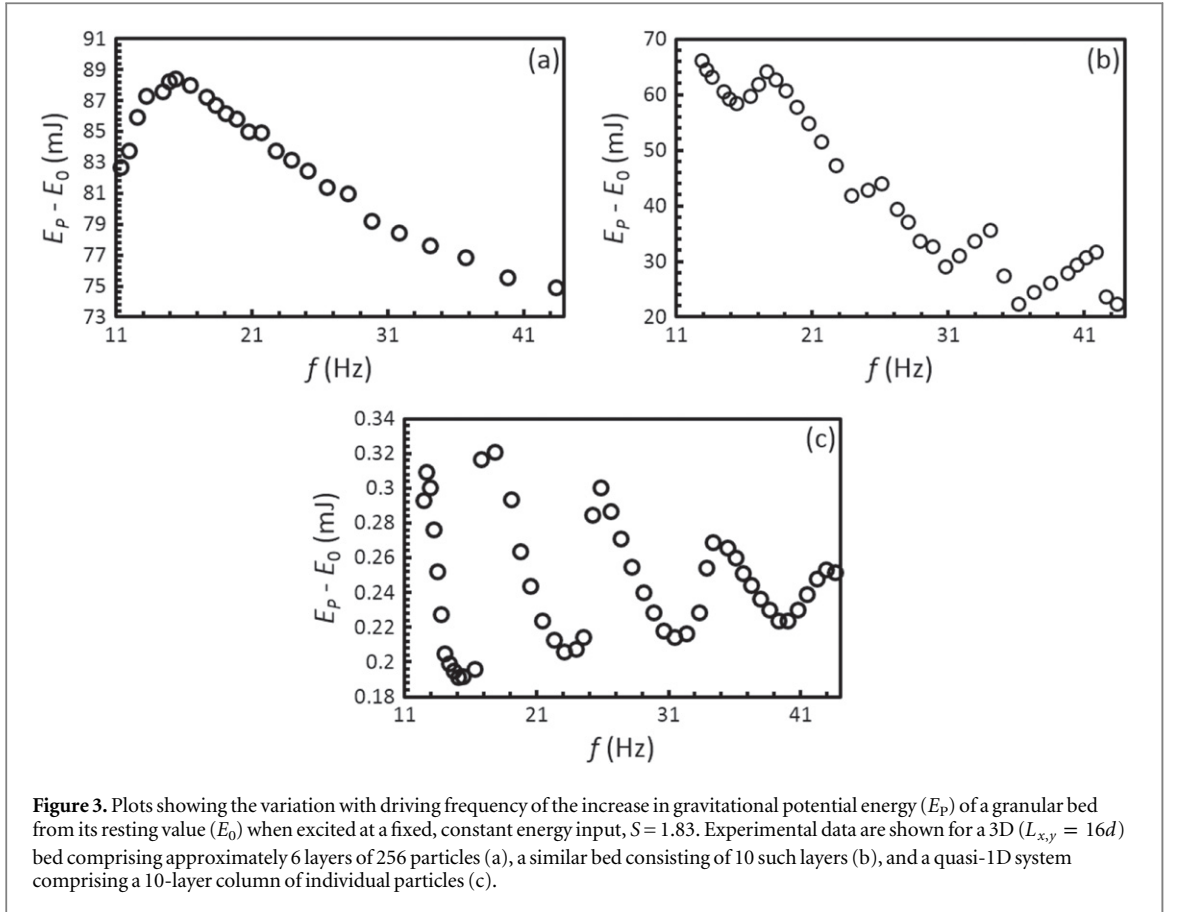 91
89
87
85
83
81
79
77
75
73
E_P - E_0 (mJ)
(a)
11 21 31 41
f (Hz)
70
60
50
40
30
20
E_P - E_0 (mJ)
(b)
11 21 31 41
f (Hz)
0.34
0.32
0.3
0.28
0.26
0.24
0.22
0.2
0.18
E_P - E_0 (mJ)
(c)
11 21 31 41
f (Hz)
Figure 3. Plots showing the variation with driving frequency of the increase in gravitational potential energy (E_P) of a granular bed
from its resting value (E_0) when excited at a fixed, constant energy input, S = 1.83. Experimental data are shown for a 3D (L_{x,y} = 16d)
bed comprising approximately 6 layers of 256 particles (a), a similar bed consisting of 10 such layers (b), and a quasi-1D system
comprising a 10-layer column of individual particles (c).